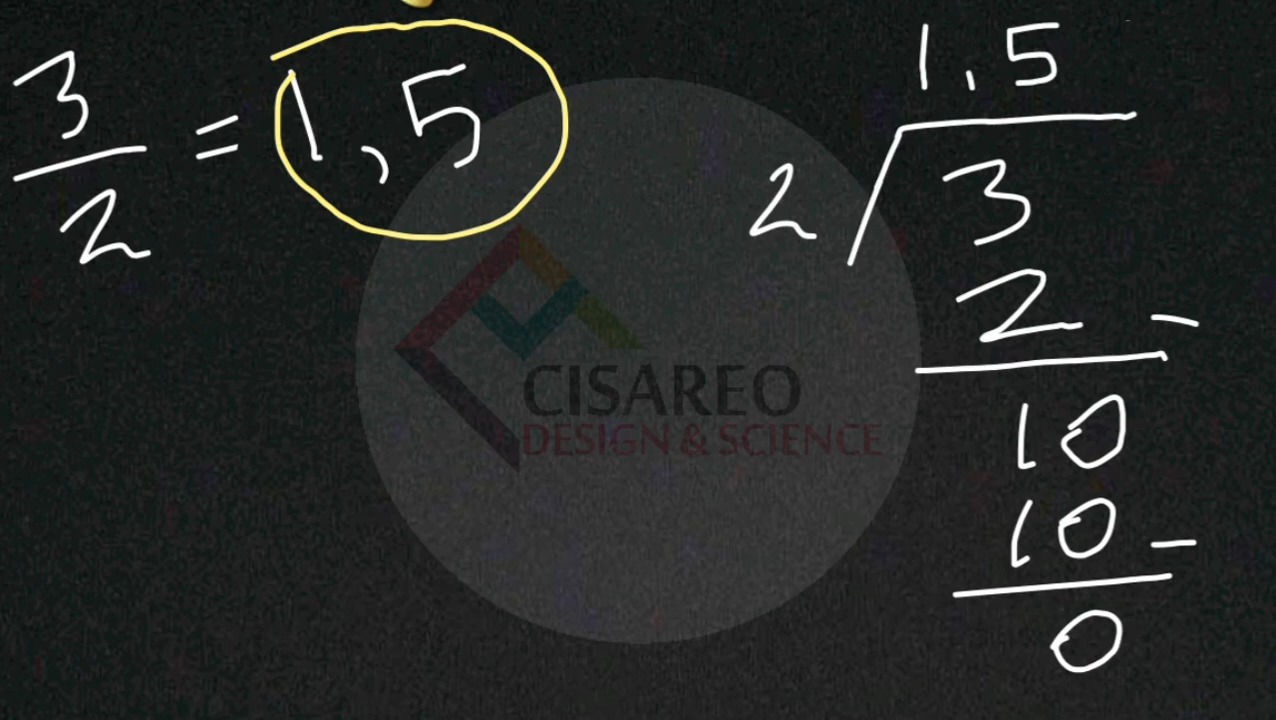 3/2 = 1,5
1,5
2 3
2 -
10
10 -
0
CISAREO
DESIGN & SCIENCE